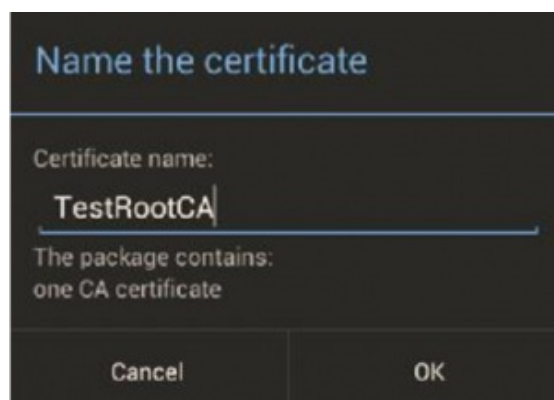 Name the certificate
Certificate name:
TestRootCA
The package contains:
one CA certificate
Cancel
OK